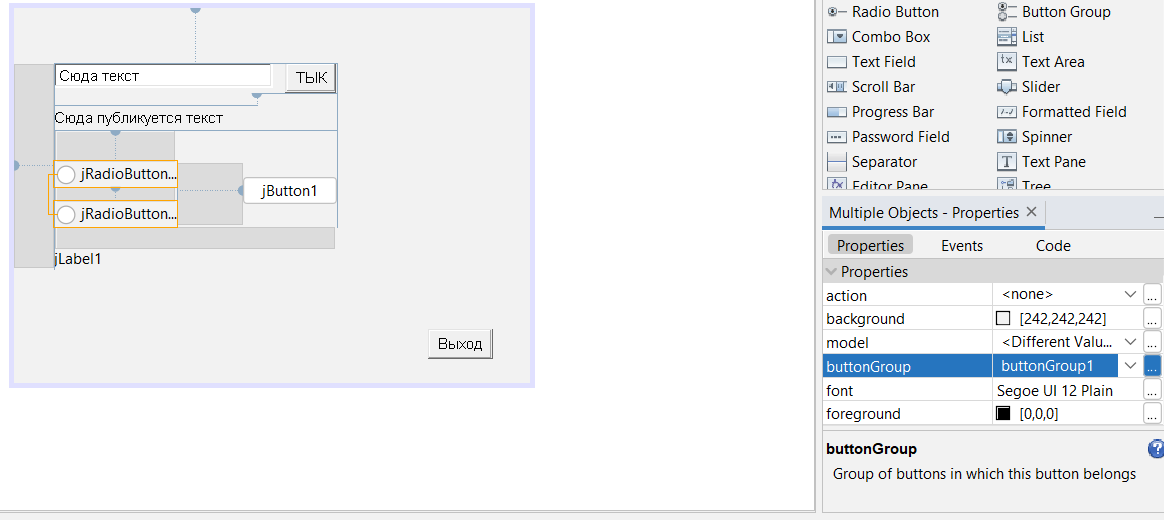 Сюда текст
ТЫК
Сюда публикуется текст
jRadioButton...
jButton1
jRadioButton...
jLabel1
Выход
Radio Button
Button Group
Combo Box
List
Text Field
Text Area
Scroll Bar
Slider
Progress Bar
Formatted Field
Password Field
Spinner
Separator
Text Pane
Editor Pane
Tree
Multiple Objects - Properties
Properties
Events
Code
Properties
action
<none>
...
background
[242,242,242]
...
model
<Different Valu...
...
buttonGroup
buttonGroup1
...
font
Segoe UI 12 Plain
...
foreground
[0,0,0]
...
buttonGroup
Group of buttons in which this button belongs